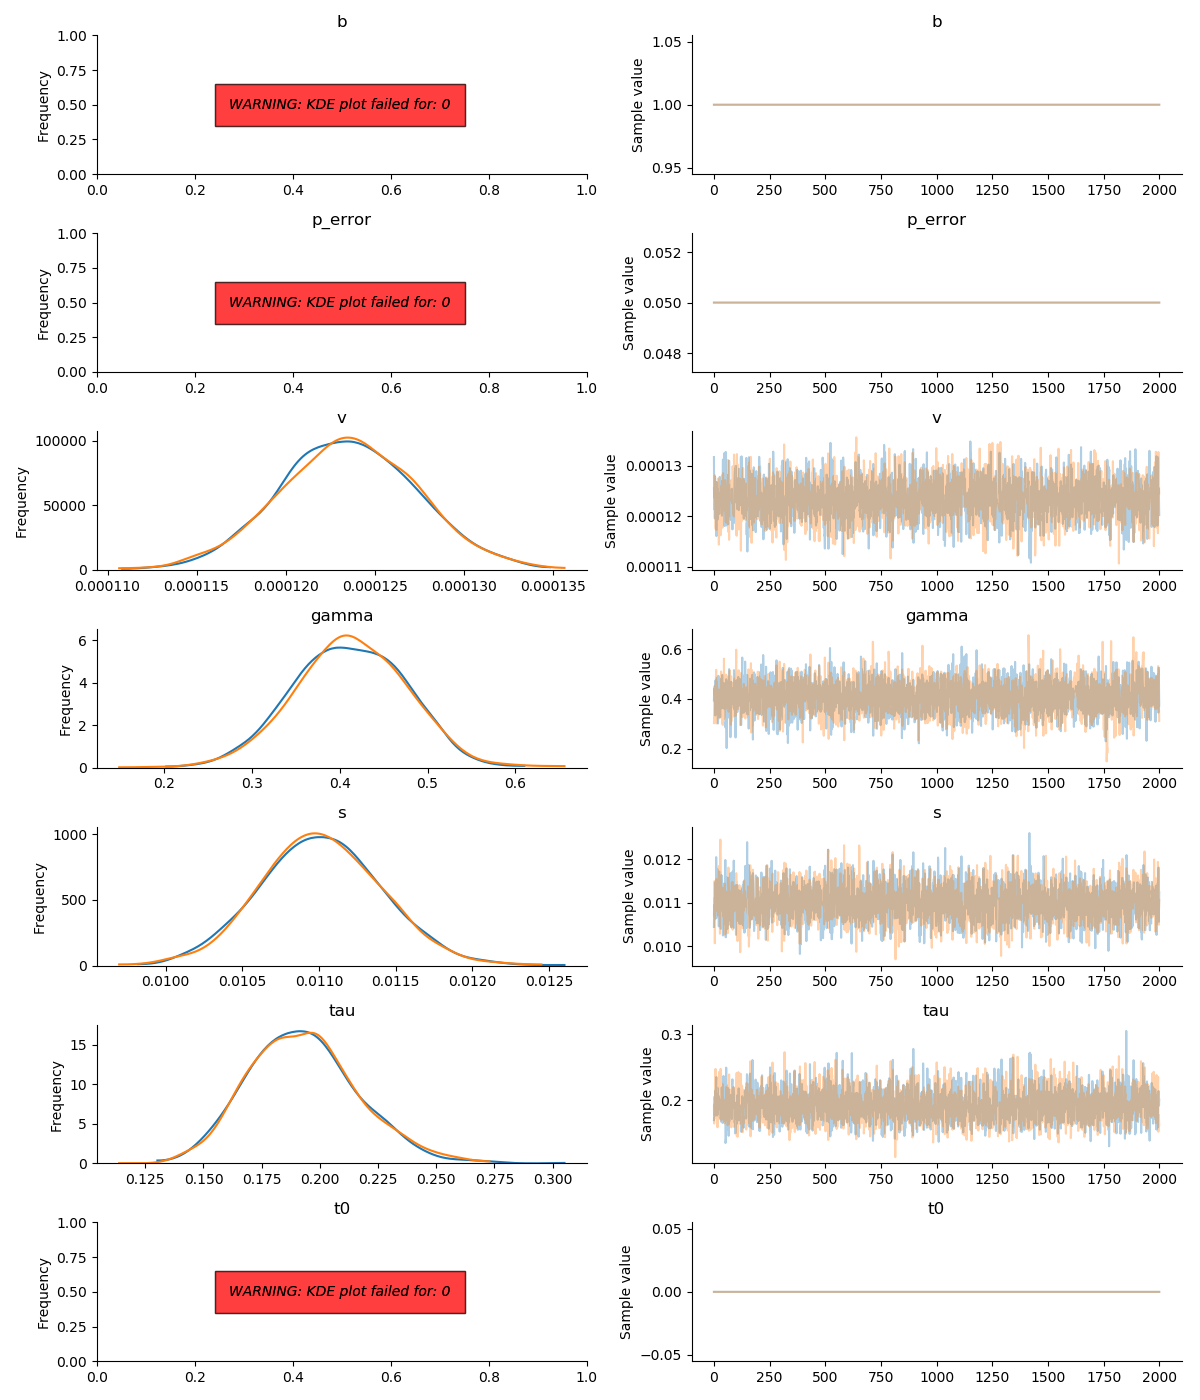 b
b
1.00
0.75
0.50
0.25
0.00
Frequency
WARNING: KDE plot failed for: 0
0.0 0.2 0.4 0.6 0.8 1.0
1.05
1.00
0.95
Sample value
0 250 500 750 1000 1250 1500 1750 2000
p_error
p_error
1.00
0.75
0.50
0.25
0.00
Frequency
WARNING: KDE plot failed for: 0
0.0 0.2 0.4 0.6 0.8 1.0
0.052
0.050
0.048
Sample value
0 250 500 750 1000 1250 1500 1750 2000
v
v
100000
50000
0
Frequency
0.000110 0.000115 0.000120 0.000125 0.000130 0.000135
0.00013
0.00012
0.00011
Sample value
0 250 500 750 1000 1250 1500 1750 2000
gamma
gamma
6
4
2
0
Frequency
0.2 0.3 0.4 0.5 0.6
0.6
0.4
0.2
Sample value
0 250 500 750 1000 1250 1500 1750 2000
s
s
1000
500
0
Frequency
0.0100 0.0105 0.0110 0.0115 0.0120 0.0125
0.012
0.011
0.010
Sample value
0 250 500 750 1000 1250 1500 1750 2000
tau
tau
15
10
5
0
Frequency
0.125 0.150 0.175 0.200 0.225 0.250 0.275 0.300
0.3
0.2
Sample value
0 250 500 750 1000 1250 1500 1750 2000
t0
t0
1.00
0.75
0.50
0.25
0.00
Frequency
WARNING: KDE plot failed for: 0
0.0 0.2 0.4 0.6 0.8 1.0
0.05
0.00
−0.05
Sample value
0 250 500 750 1000 1250 1500 1750 2000